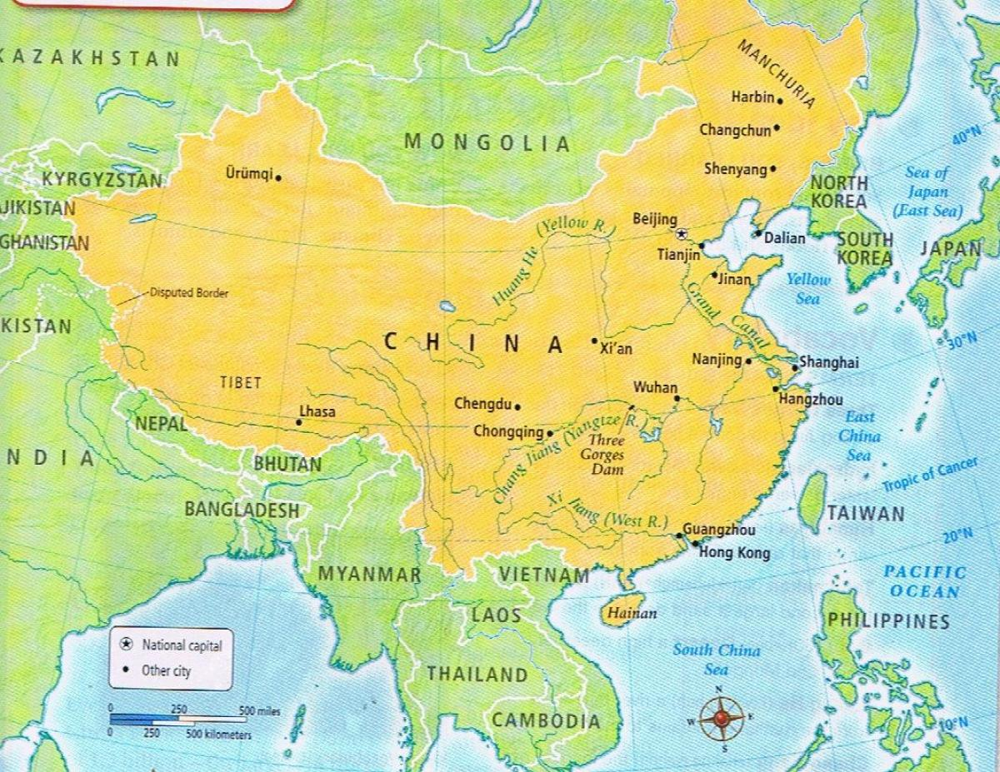 KAZAKHSTAN
MONGOLIA
MANCHURIA
Harbin
Changchun
Shenyang
40°N
KYRGYZSTAN
Ürümqi
JIKISTAN
GHANISTAN
NORTH
KOREA
Sea of
Japan
(East Sea)
Beijing
(Yellow R.)
Huang He
Tianjin
Dalian
SOUTH
KOREA
JAPAN
Jinan
Yellow
Sea
Disputed Border
KISTAN
Grand Canal
CHINA
Xi'an
30°N
Nanjing
Shanghai
TIBET
Wuhan
Hangzhou
Lhasa
Chengdu
Chongqing
Chang Jiang (Yangtze R.)
Three
Gorges
Dam
East
China
Sea
NEPAL
NDIA
BHUTAN
Tropic of Cancer
BANGLADESH
Xi Jiang (West R.)
TAIWAN
Guangzhou
Hong Kong
20°N
MYANMAR
VIETNAM
PACIFIC
OCEAN
LAOS
Hainan
PHILIPPINES
National capital
Other city
South China
Sea
THAILAND
CAMBODIA
0 250 500 miles
0 250 500 kilometers
N
W E
S
10°N